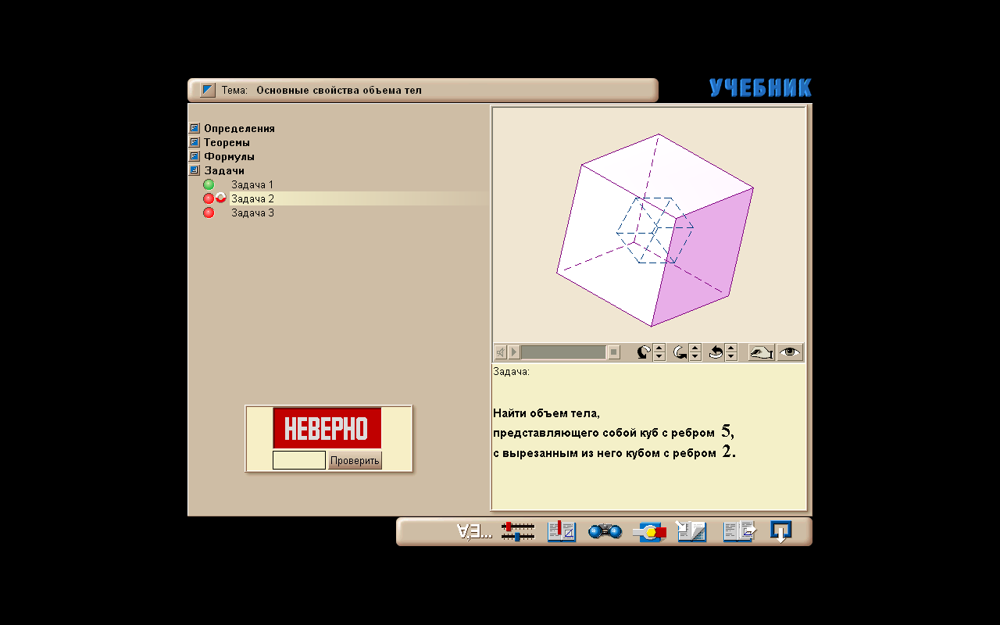 Тема: Основные свойства объема тел
УЧЕБНИК
Определения
Теоремы
Формулы
Задачи
Задача 1
Задача 2
Задача 3
НЕВЕРНО
Проверить
Задача:
Найти объем тела,
представляющего собой куб с ребром 5,
с вырезанным из него кубом с ребром 2.
∀,Ǝ...